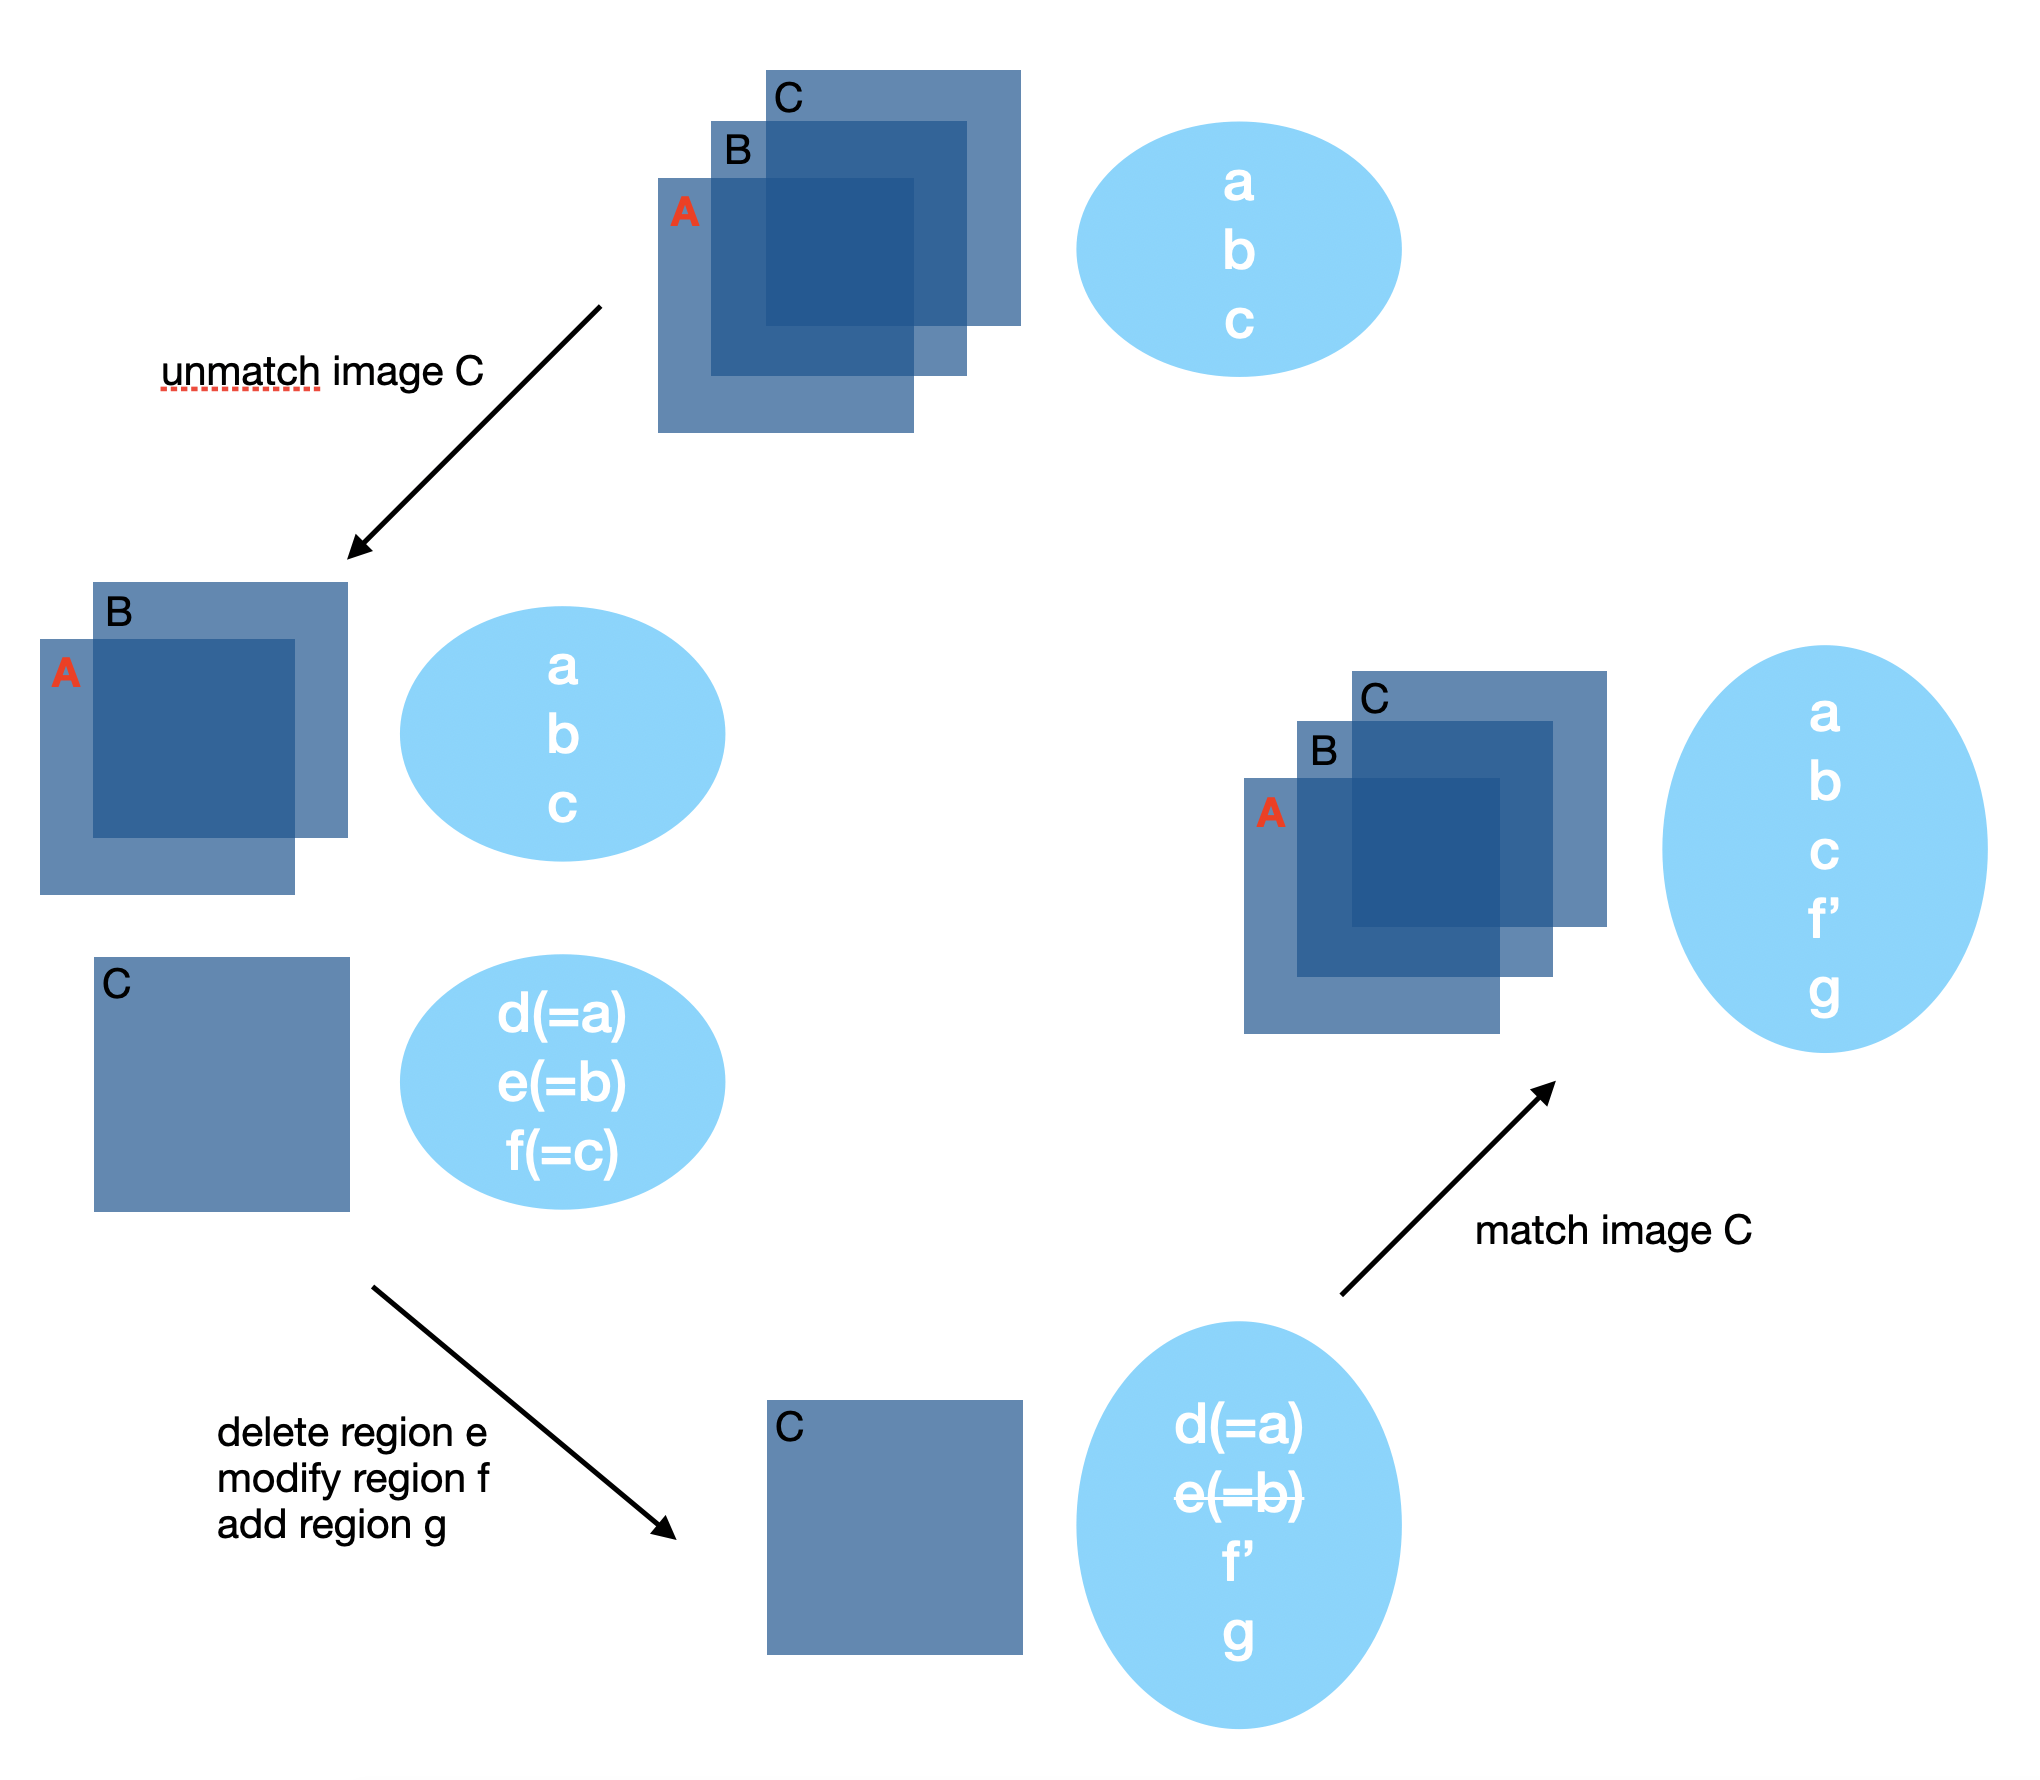 C
B
A
a
b
c
unmatch image C
B
A
a
b
c
C
d(=a)
e(=b)
f(=c)
C
B
A
a
b
c
f’
g
match image C
delete region e
modify region f
add region g
C
d(=a)
e(=b)
f’
g